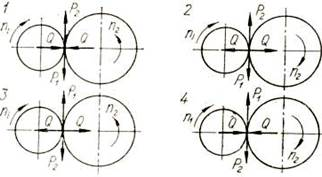 1
P₂
n₁
Q Q
n₂
P₁
2
P₂
n₁
Q Q
n₂
P₁
3
P₁
n₁
Q Q
n₂
P₂
4
P₁
n₁
Q Q
n₂
P₂